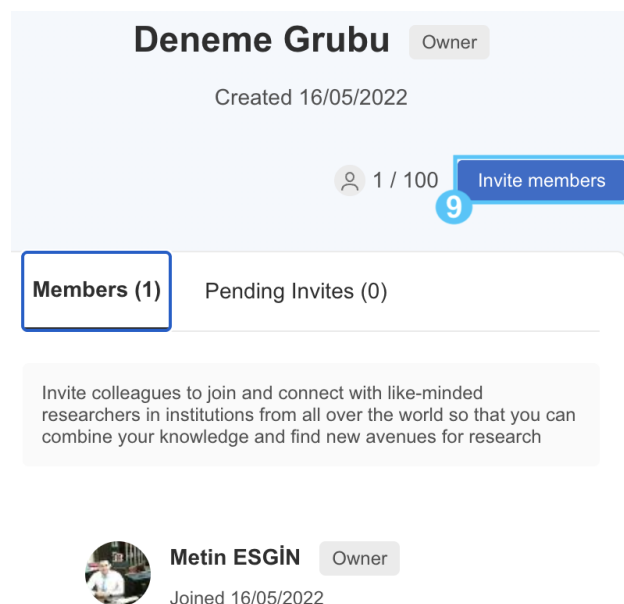 Deneme Grubu Owner
Created 16/05/2022
1 / 100 Invite members
9
Members (1) Pending Invites (0)
Invite colleagues to join and connect with like-minded
researchers in institutions from all over the world so that you can
combine your knowledge and find new avenues for research
Metin ESGİN Owner
Joined 16/05/2022